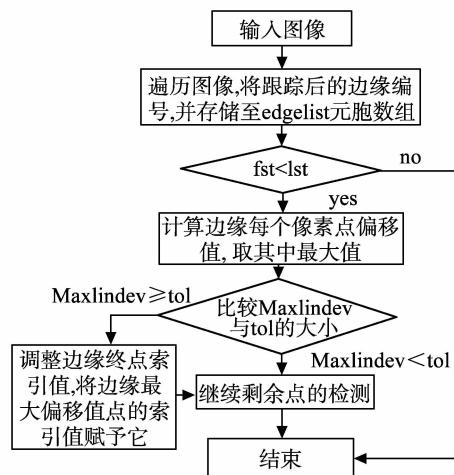 输入图像
遍历图像,将跟踪后的边缘编
号,并存储至edgelist元胞数组
fst<lst
no
yes
计算边缘每个像素点偏移
值, 取其中最大值
Maxlindev≥tol
比较Maxlindev
与tol的大小
Maxlindev<tol
调整边缘终点索
引值,将边缘最
大偏移值点的索
引值赋予它
继续剩余点的检测
结束